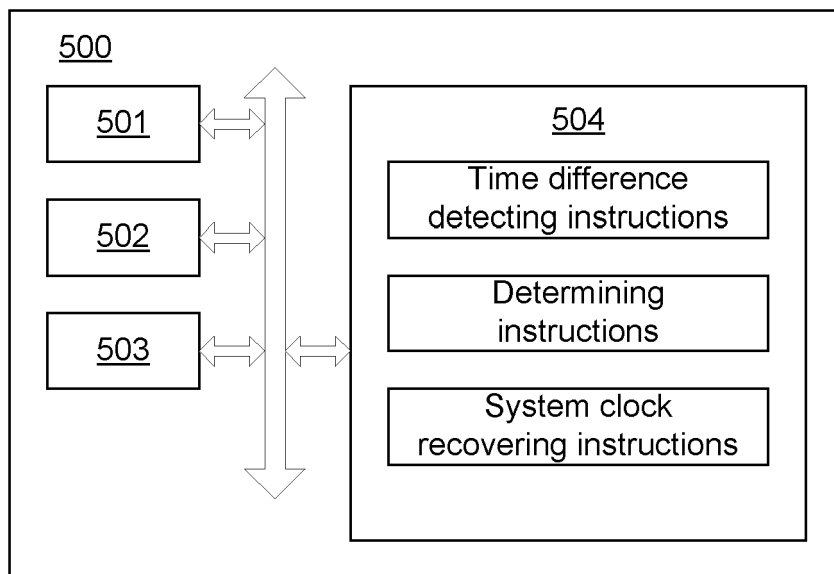 500
501
502
503
504
Time difference
detecting instructions
Determining
instructions
System clock
recovering instructions